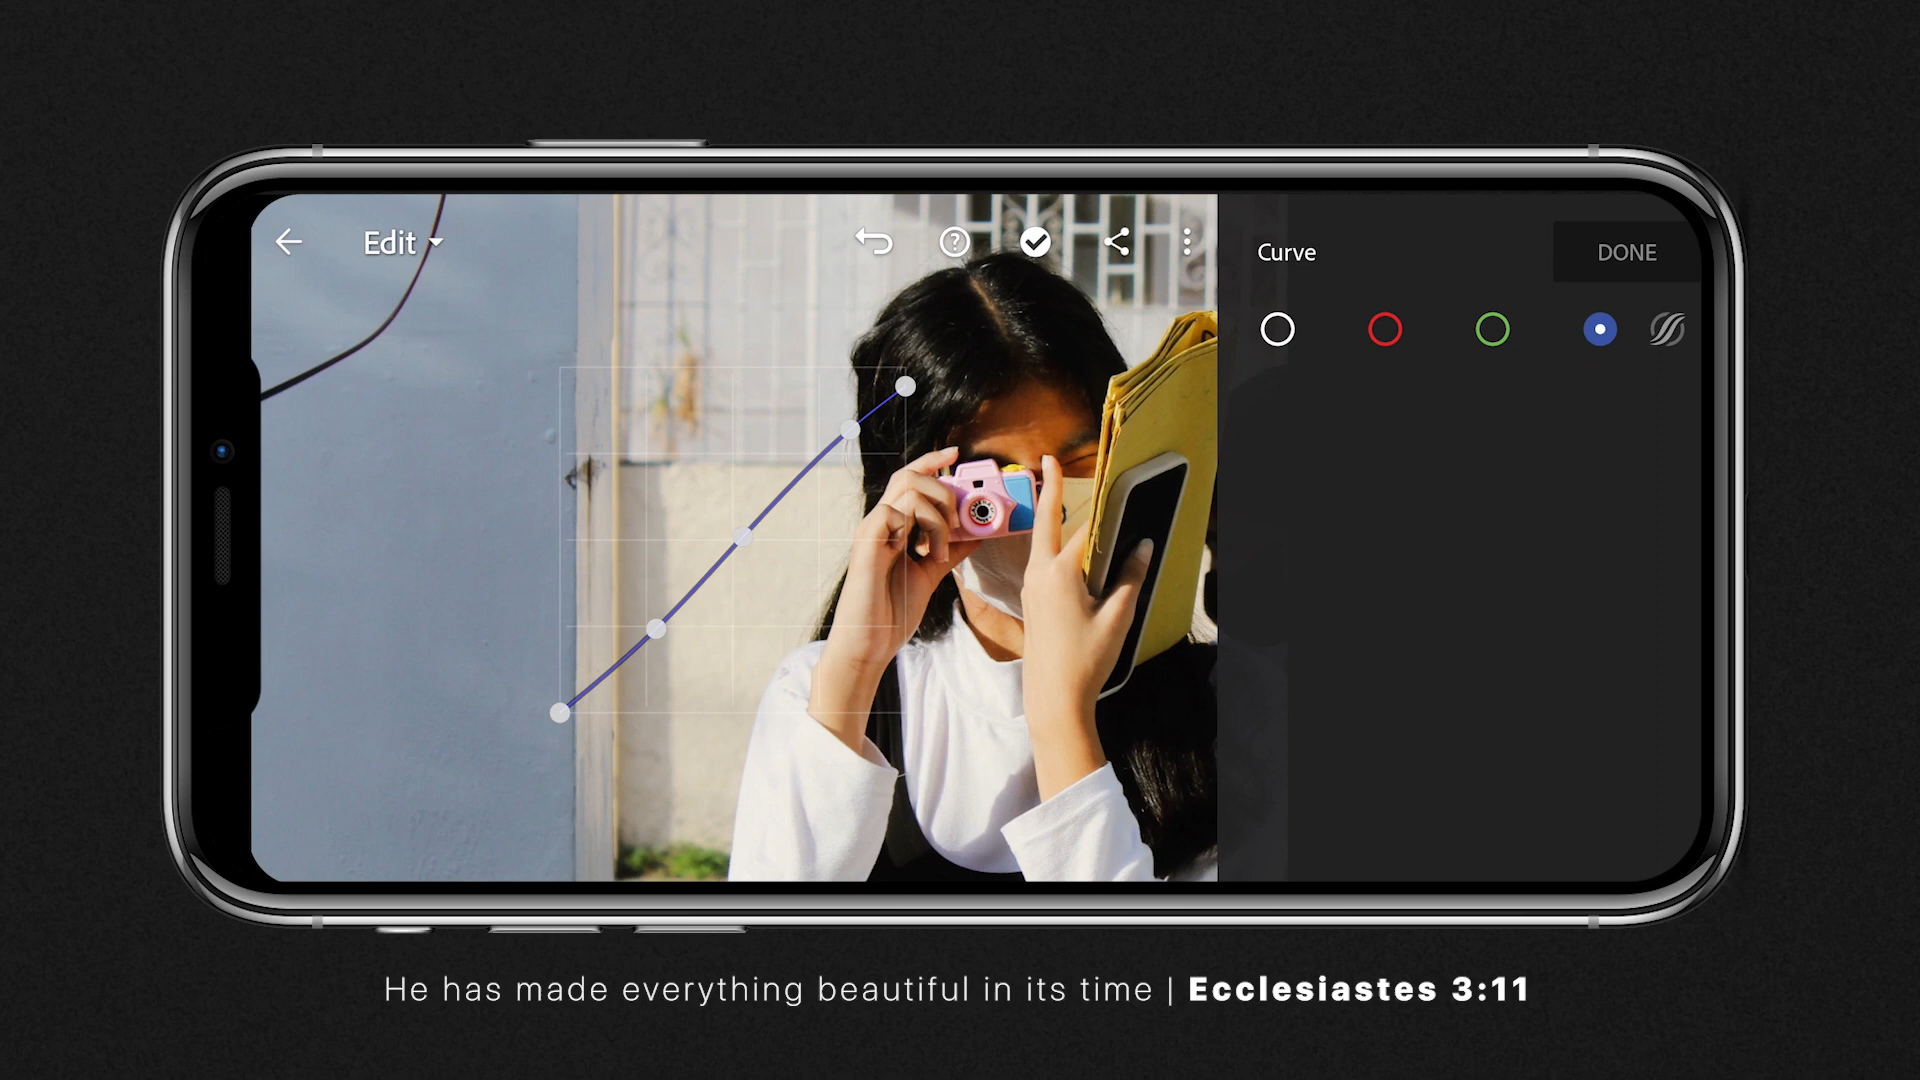 Edit
Curve
DONE
He has made everything beautiful in its time | Ecclesiastes 3:11